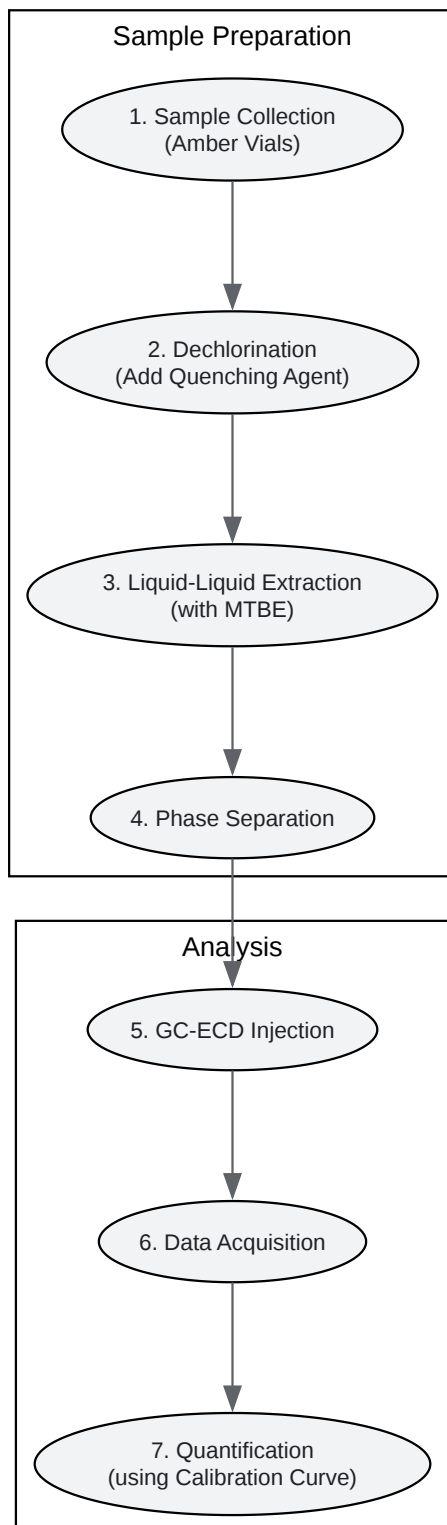 Sample Preparation
1. Sample Collection
(Amber Vials)
2. Dechlorination
(Add Quenching Agent)
3. Liquid-Liquid Extraction
(with MTBE)
4. Phase Separation
Analysis
5. GC-ECD Injection
6. Data Acquisition
7. Quantification
(using Calibration Curve)